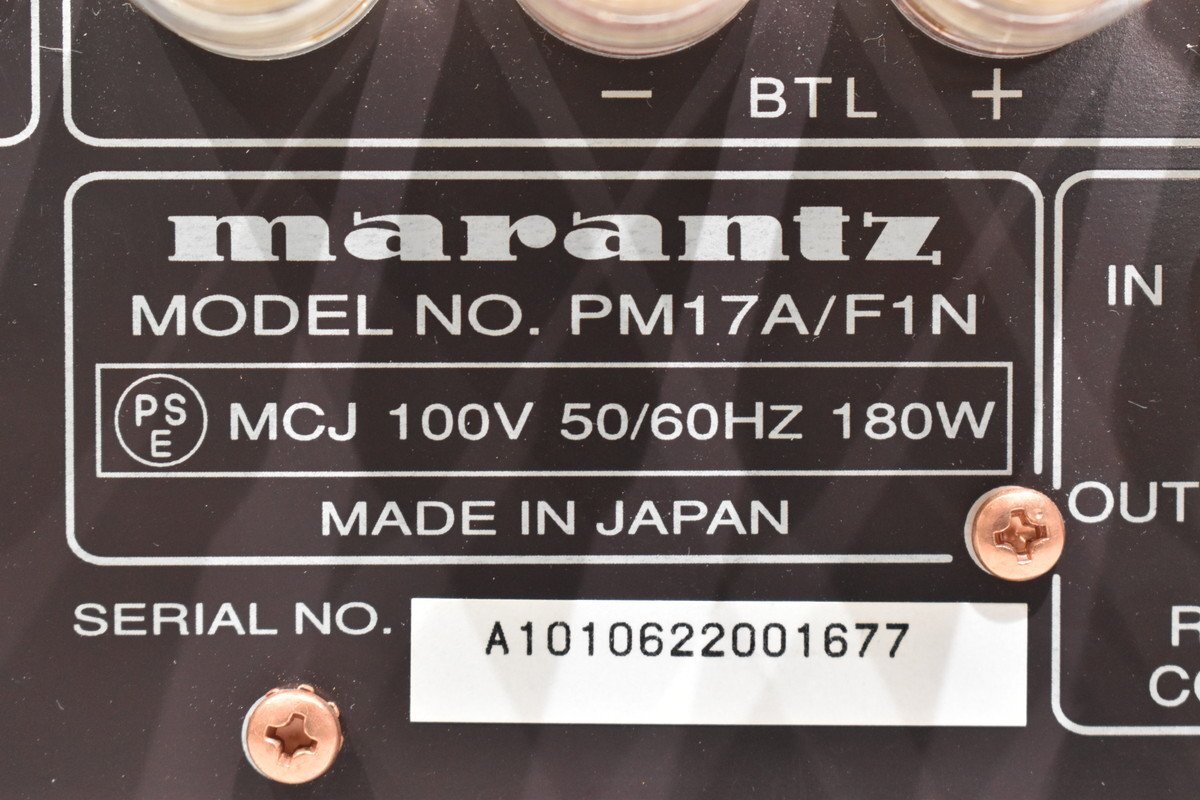 − BTL +
marantz
MODEL NO. PM17A/F1N
PSE MCJ 100V 50/60HZ 180W
MADE IN JAPAN
SERIAL NO. A1010622001677
IN
OUT